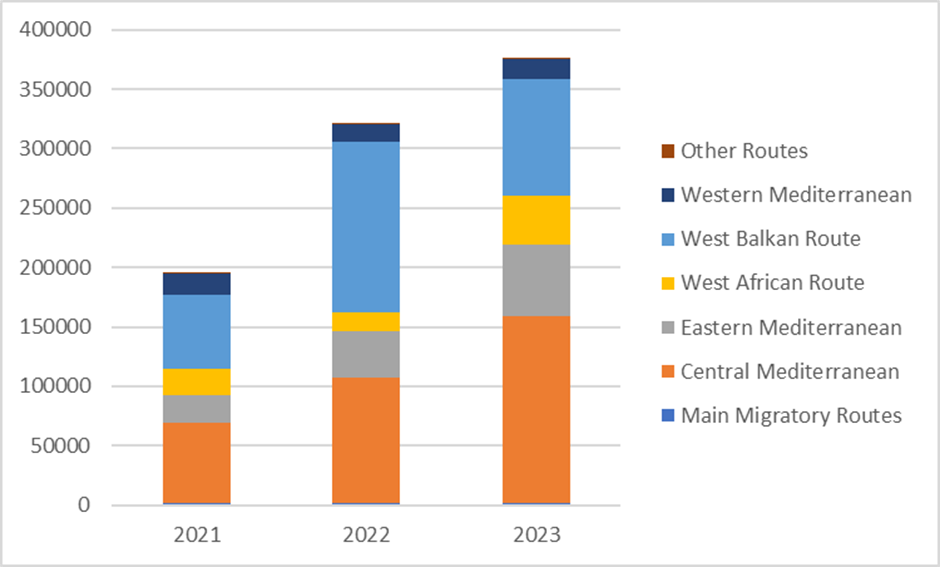 400000
350000
300000
250000
200000
150000
100000
50000
0
2021 2022 2023
Other Routes
Western Mediterranean
West Balkan Route
West African Route
Eastern Mediterranean
Central Mediterranean
Main Migratory Routes